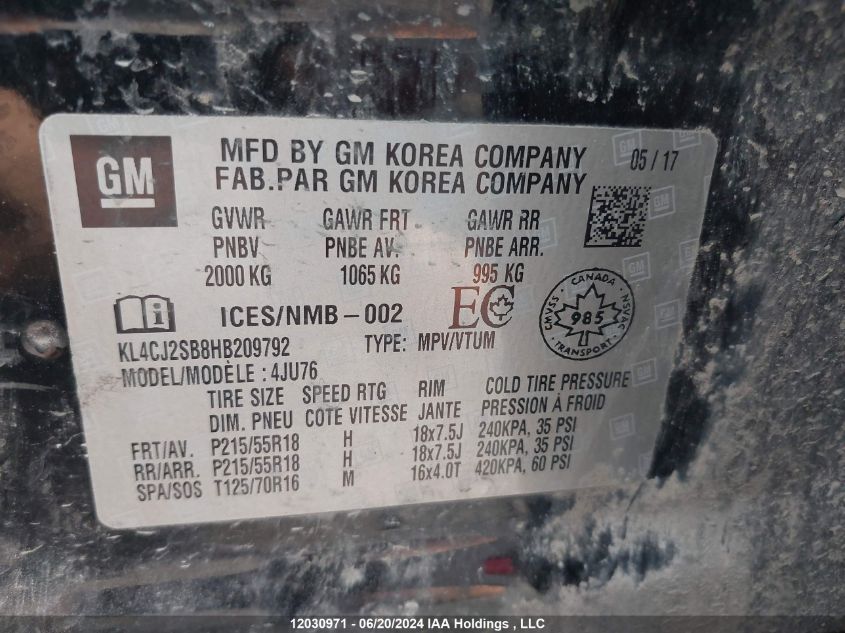 GM
MFD BY GM KOREA COMPANY 05 / 17
FAB.PAR GM KOREA COMPANY
GVWR GAWR FRT GAWR RR
PNBV PNBE AV. PNBE ARR.
2000 KG 1065 KG 995 KG
i ICES/NMB-002 EC
CANADA
CMVSS 985 NSVAC
TRANSPORT
KL4CJ2SB8HB209792 TYPE: MPV/VTUM
MODEL/MODÈLE : 4JU76
TIRE SIZE SPEED RTG RIM COLD TIRE PRESSURE
DIM. PNEU COTE VITESSE JANTE PRESSION À FROID
FRT/AV. P215/55R18 H 18x7.5J 240KPA, 35 PSI
RR/ARR. P215/55R18 H 18x7.5J 240KPA, 35 PSI
SPA/SOS T125/70R16 M 16x4.0T 420KPA, 60 PSI
12030971 - 06/20/2024 IAA Holdings , LLC